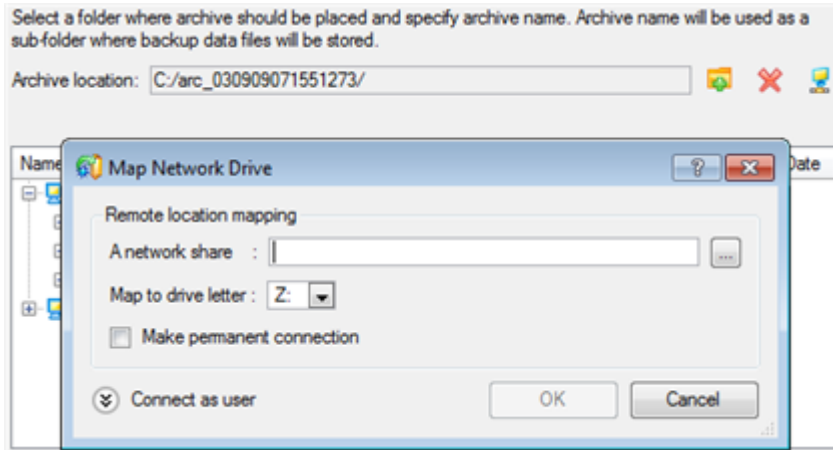 Select a folder where archive should be placed and specify archive name. Archive name will be used as a
sub-folder where backup data files will be stored.
Archive location: C:/arc_030909071551273/
Name
Date
Map Network Drive
?
Remote location mapping
A network share :
...
Map to drive letter : Z:
Make permanent connection
Connect as user
OK
Cancel